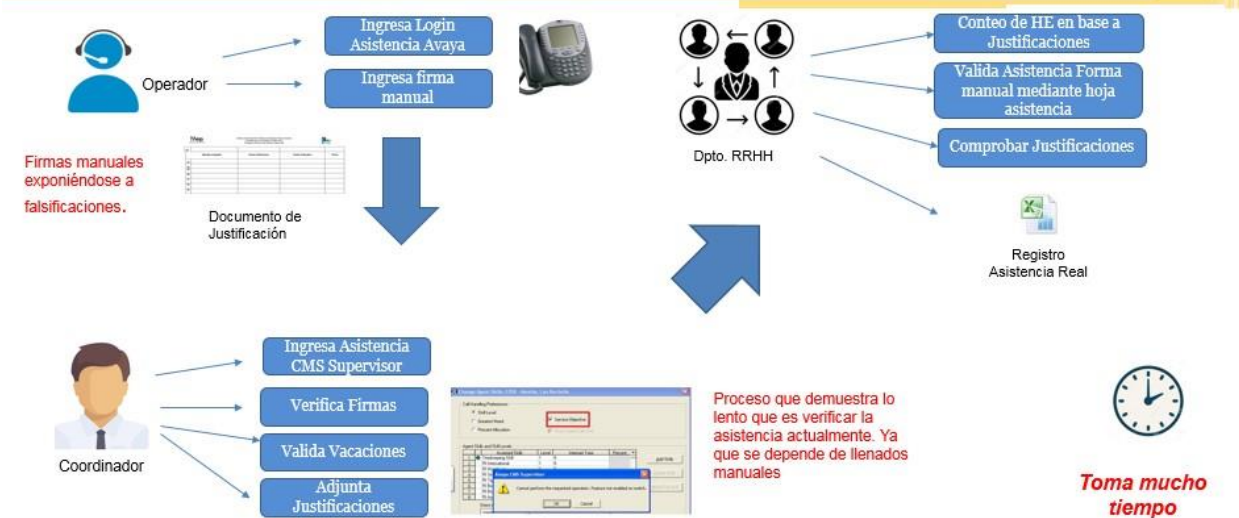 Ingresa Login
Asistencia Avaya
Operador
Ingresa firma
manual
Firmas manuales
exponiéndose a
falsificaciones.
Documento de
Justificación
Conteo de HE en base a
Justificaciones
Valida Asistencia Forma
manual mediante hoja
asistencia
Comprobar Justificaciones
Dpto. RRHH
Registro
Asistencia Real
Ingresa Asistencia
CMS Supervisor
Verifica Firmas
Valida Vacaciones
Adjunta
Justificaciones
Coordinador
Service Objective
Proceso que demuestra lo
lento que es verificar la
asistencia actualmente. Ya
que se depende de llenados
manuales
Toma mucho
tiempo